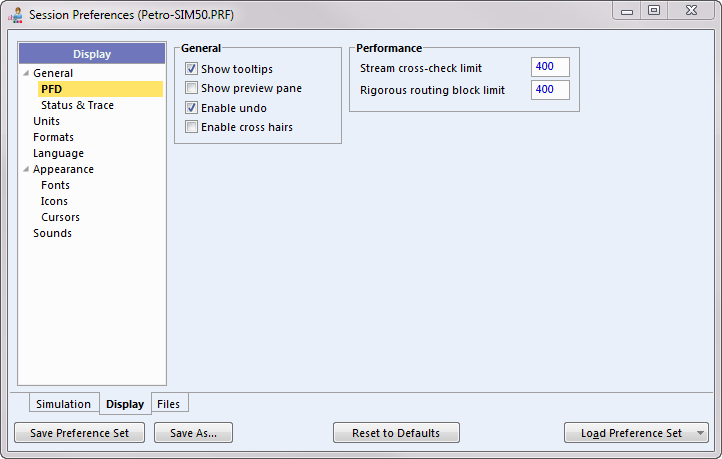 Session Preferences (Petro-SIM50.PRF)
Display
General
PFD
Status & Trace
Units
Formats
Language
Appearance
Fonts
Icons
Cursors
Sounds
General
Show tooltips
Show preview pane
Enable undo
Enable cross hairs
Performance
Stream cross-check limit 400
Rigorous routing block limit 400
Simulation Display Files
Save Preference Set Save As... Reset to Defaults Load Preference Set